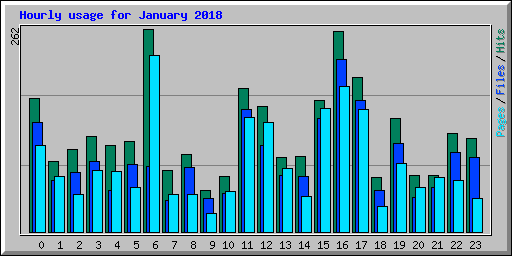 Hourly usage for January 2018
262
Pages/Files/Hits
0 1 2 3 4 5 6 7 8 9 10 11 12 13 14 15 16 17 18 19 20 21 22 23